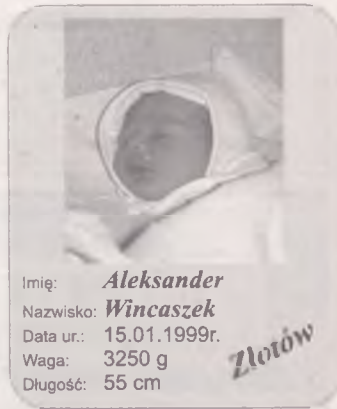 Imię: Aleksander
Nazwisko: Wincaszek
Data ur.: 15.01.1999r.
Waga: 3250 g
Długość: 55 cm
Złotów